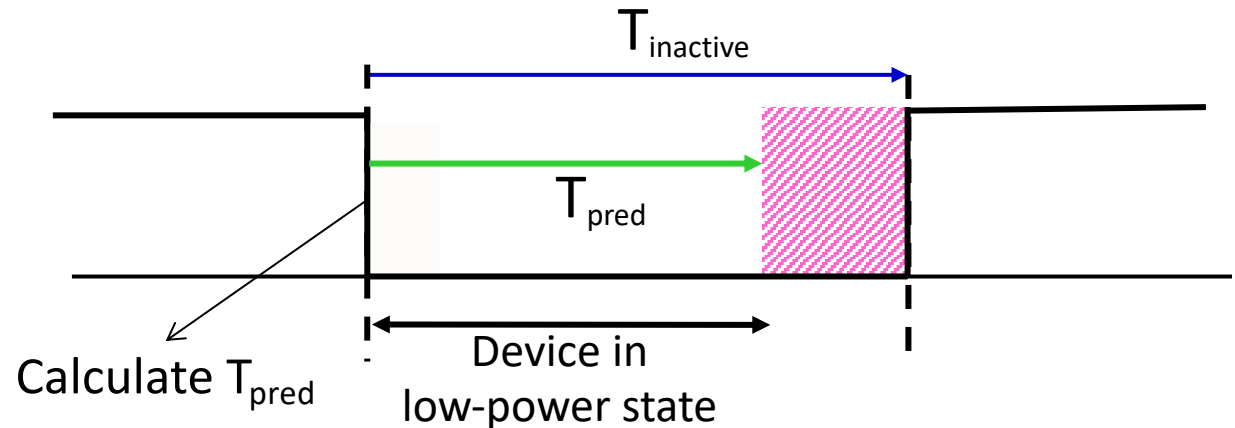 Tinactive
Tpred
Device in
low-power state
Calculate Tpred